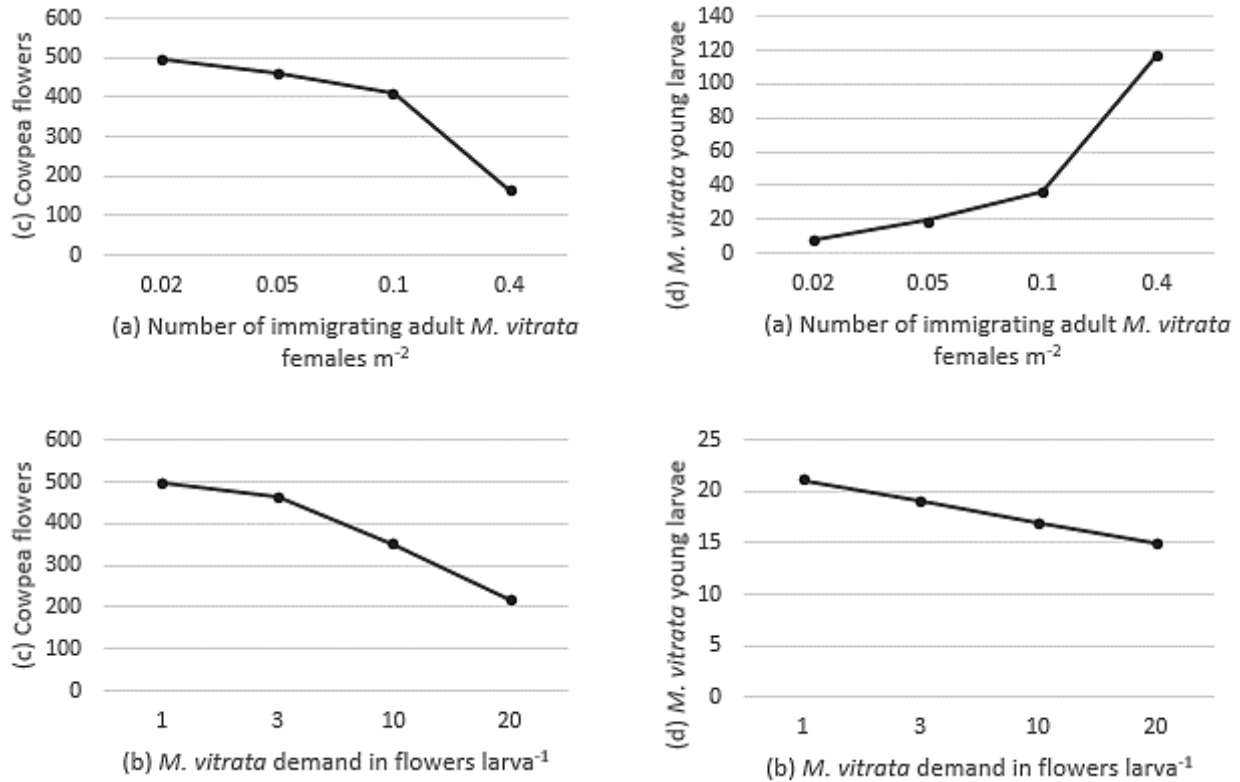 (c) Cowpea flowers
600
500
400
300
200
100
0
0.02 0.05 0.1 0.4
(a) Number of immigrating adult M. vitrata
females m-2
(d) M. vitrata young larvae
140
120
100
80
60
40
20
0
0.02 0.05 0.1 0.4
(a) Number of immigrating adult M. vitrata
females m-2
(c) Cowpea flowers
600
500
400
300
200
100
0
1 3 10 20
(b) M. vitrata demand in flowers larva-1
(d) M. vitrata young larvae
25
20
15
10
5
0
1 3 10 20
(b) M. vitrata demand in flowers larva-1